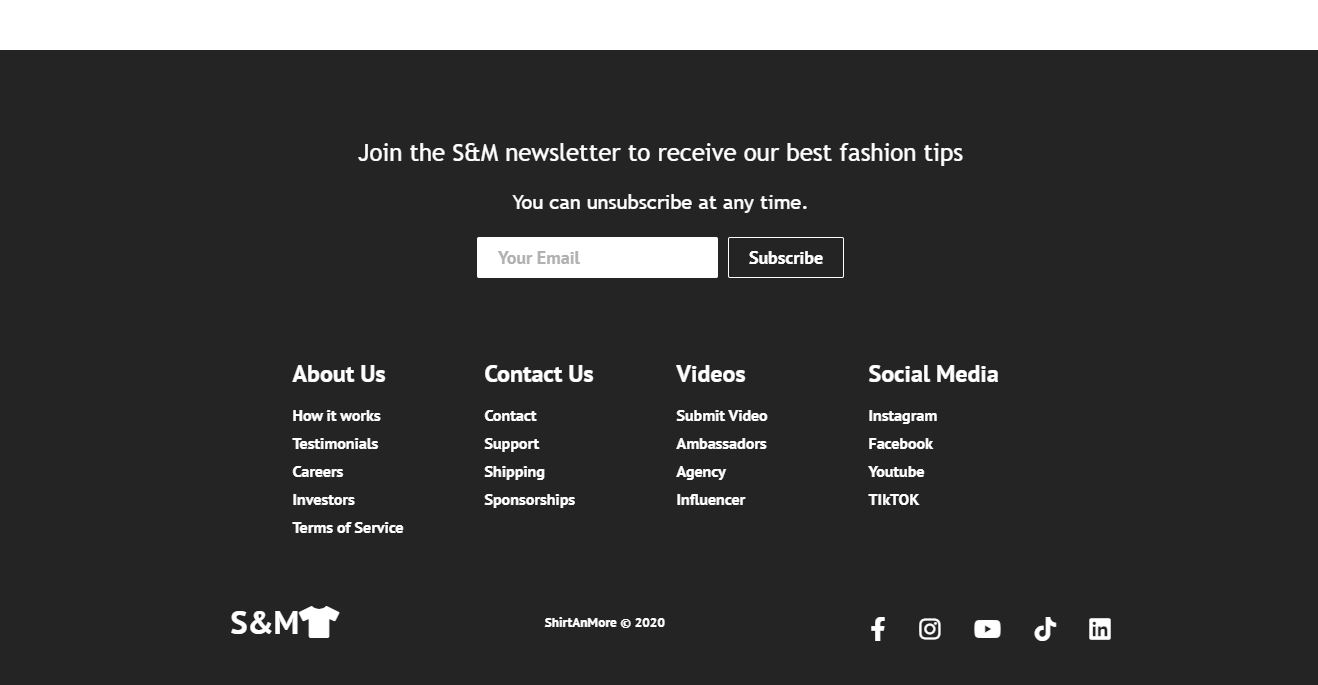 Join the S&M newsletter to receive our best fashion tips
You can unsubscribe at any time.
Your Email
Subscribe
About Us
How it works
Testimonials
Careers
Investors
Terms of Service
Contact Us
Contact
Support
Shipping
Sponsorships
Videos
Submit Video
Ambassadors
Agency
Influencer
Social Media
Instagram
Facebook
Youtube
TIkTOK
S&M
ShirtAnMore © 2020